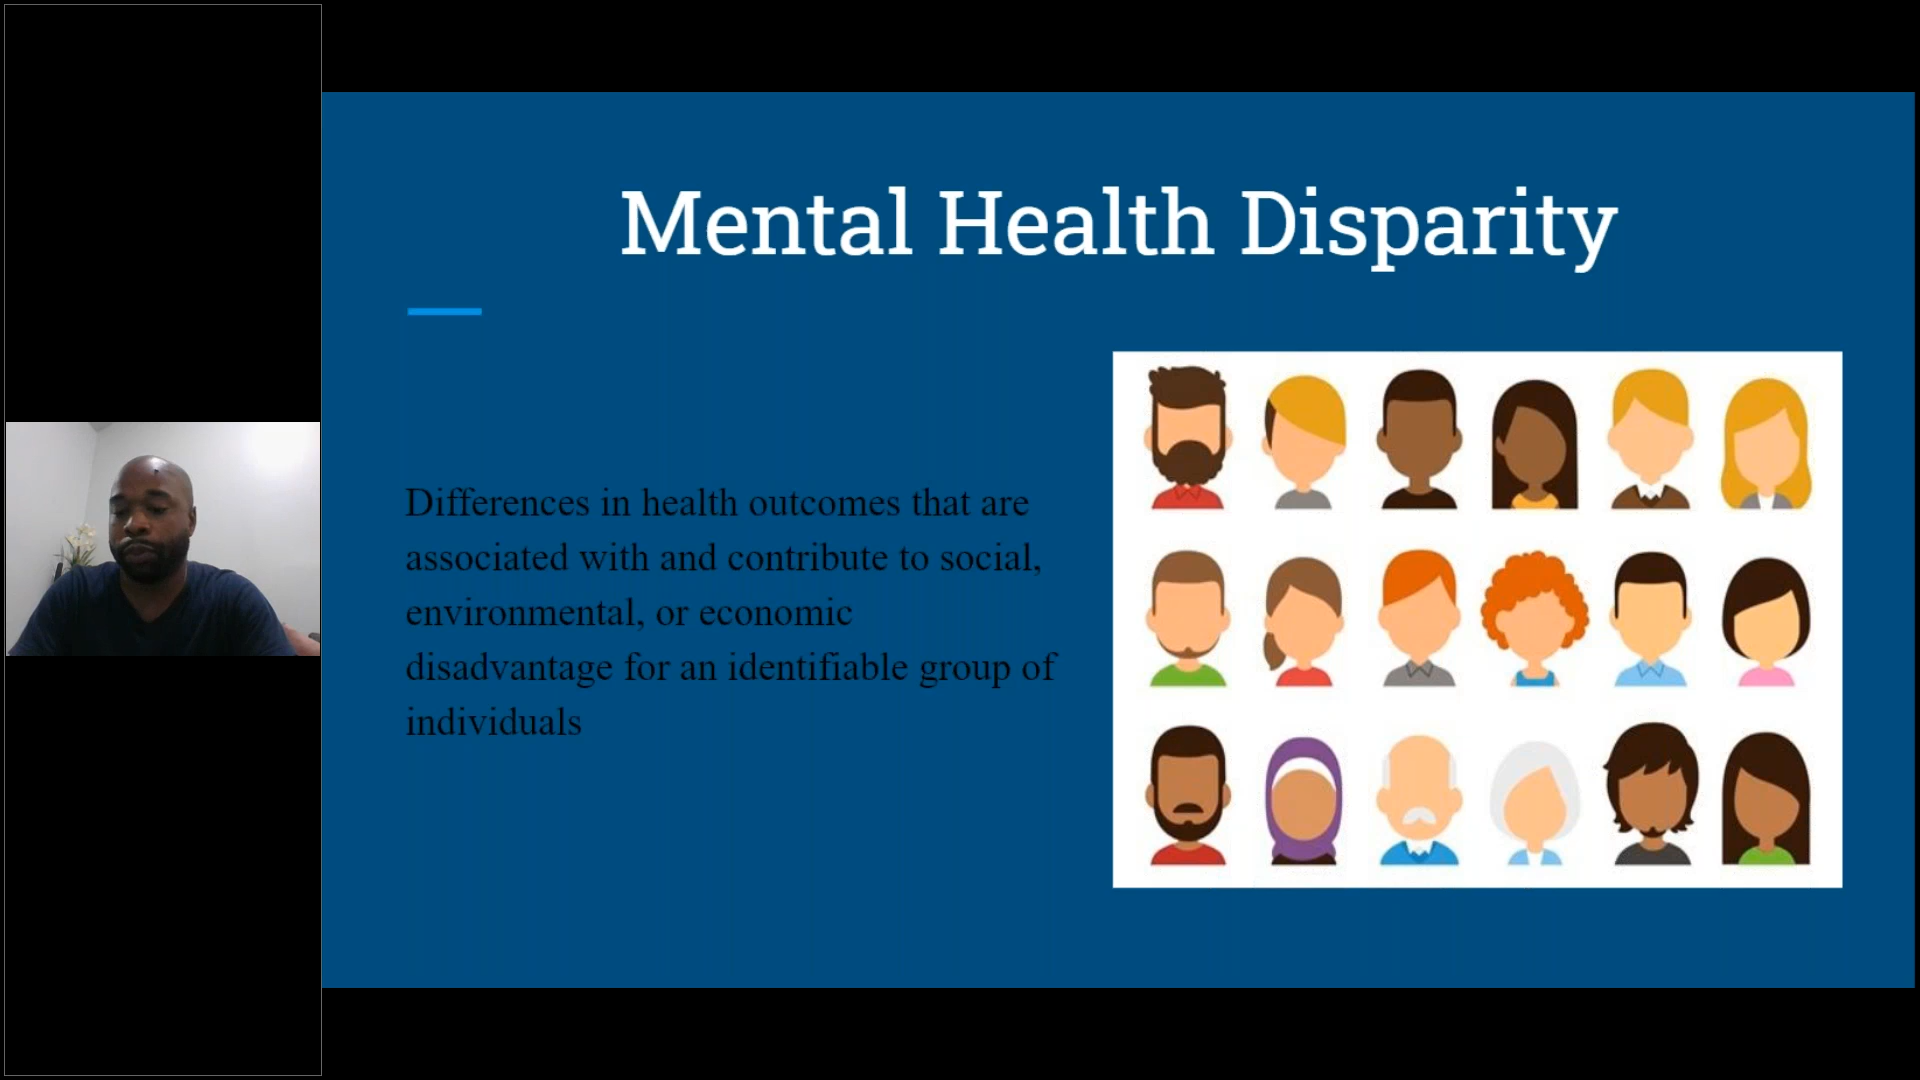 Mental Health Disparity
Differences in health outcomes that are
associated with and contribute to social,
environmental, or economic
disadvantage for an identifiable group of
individuals